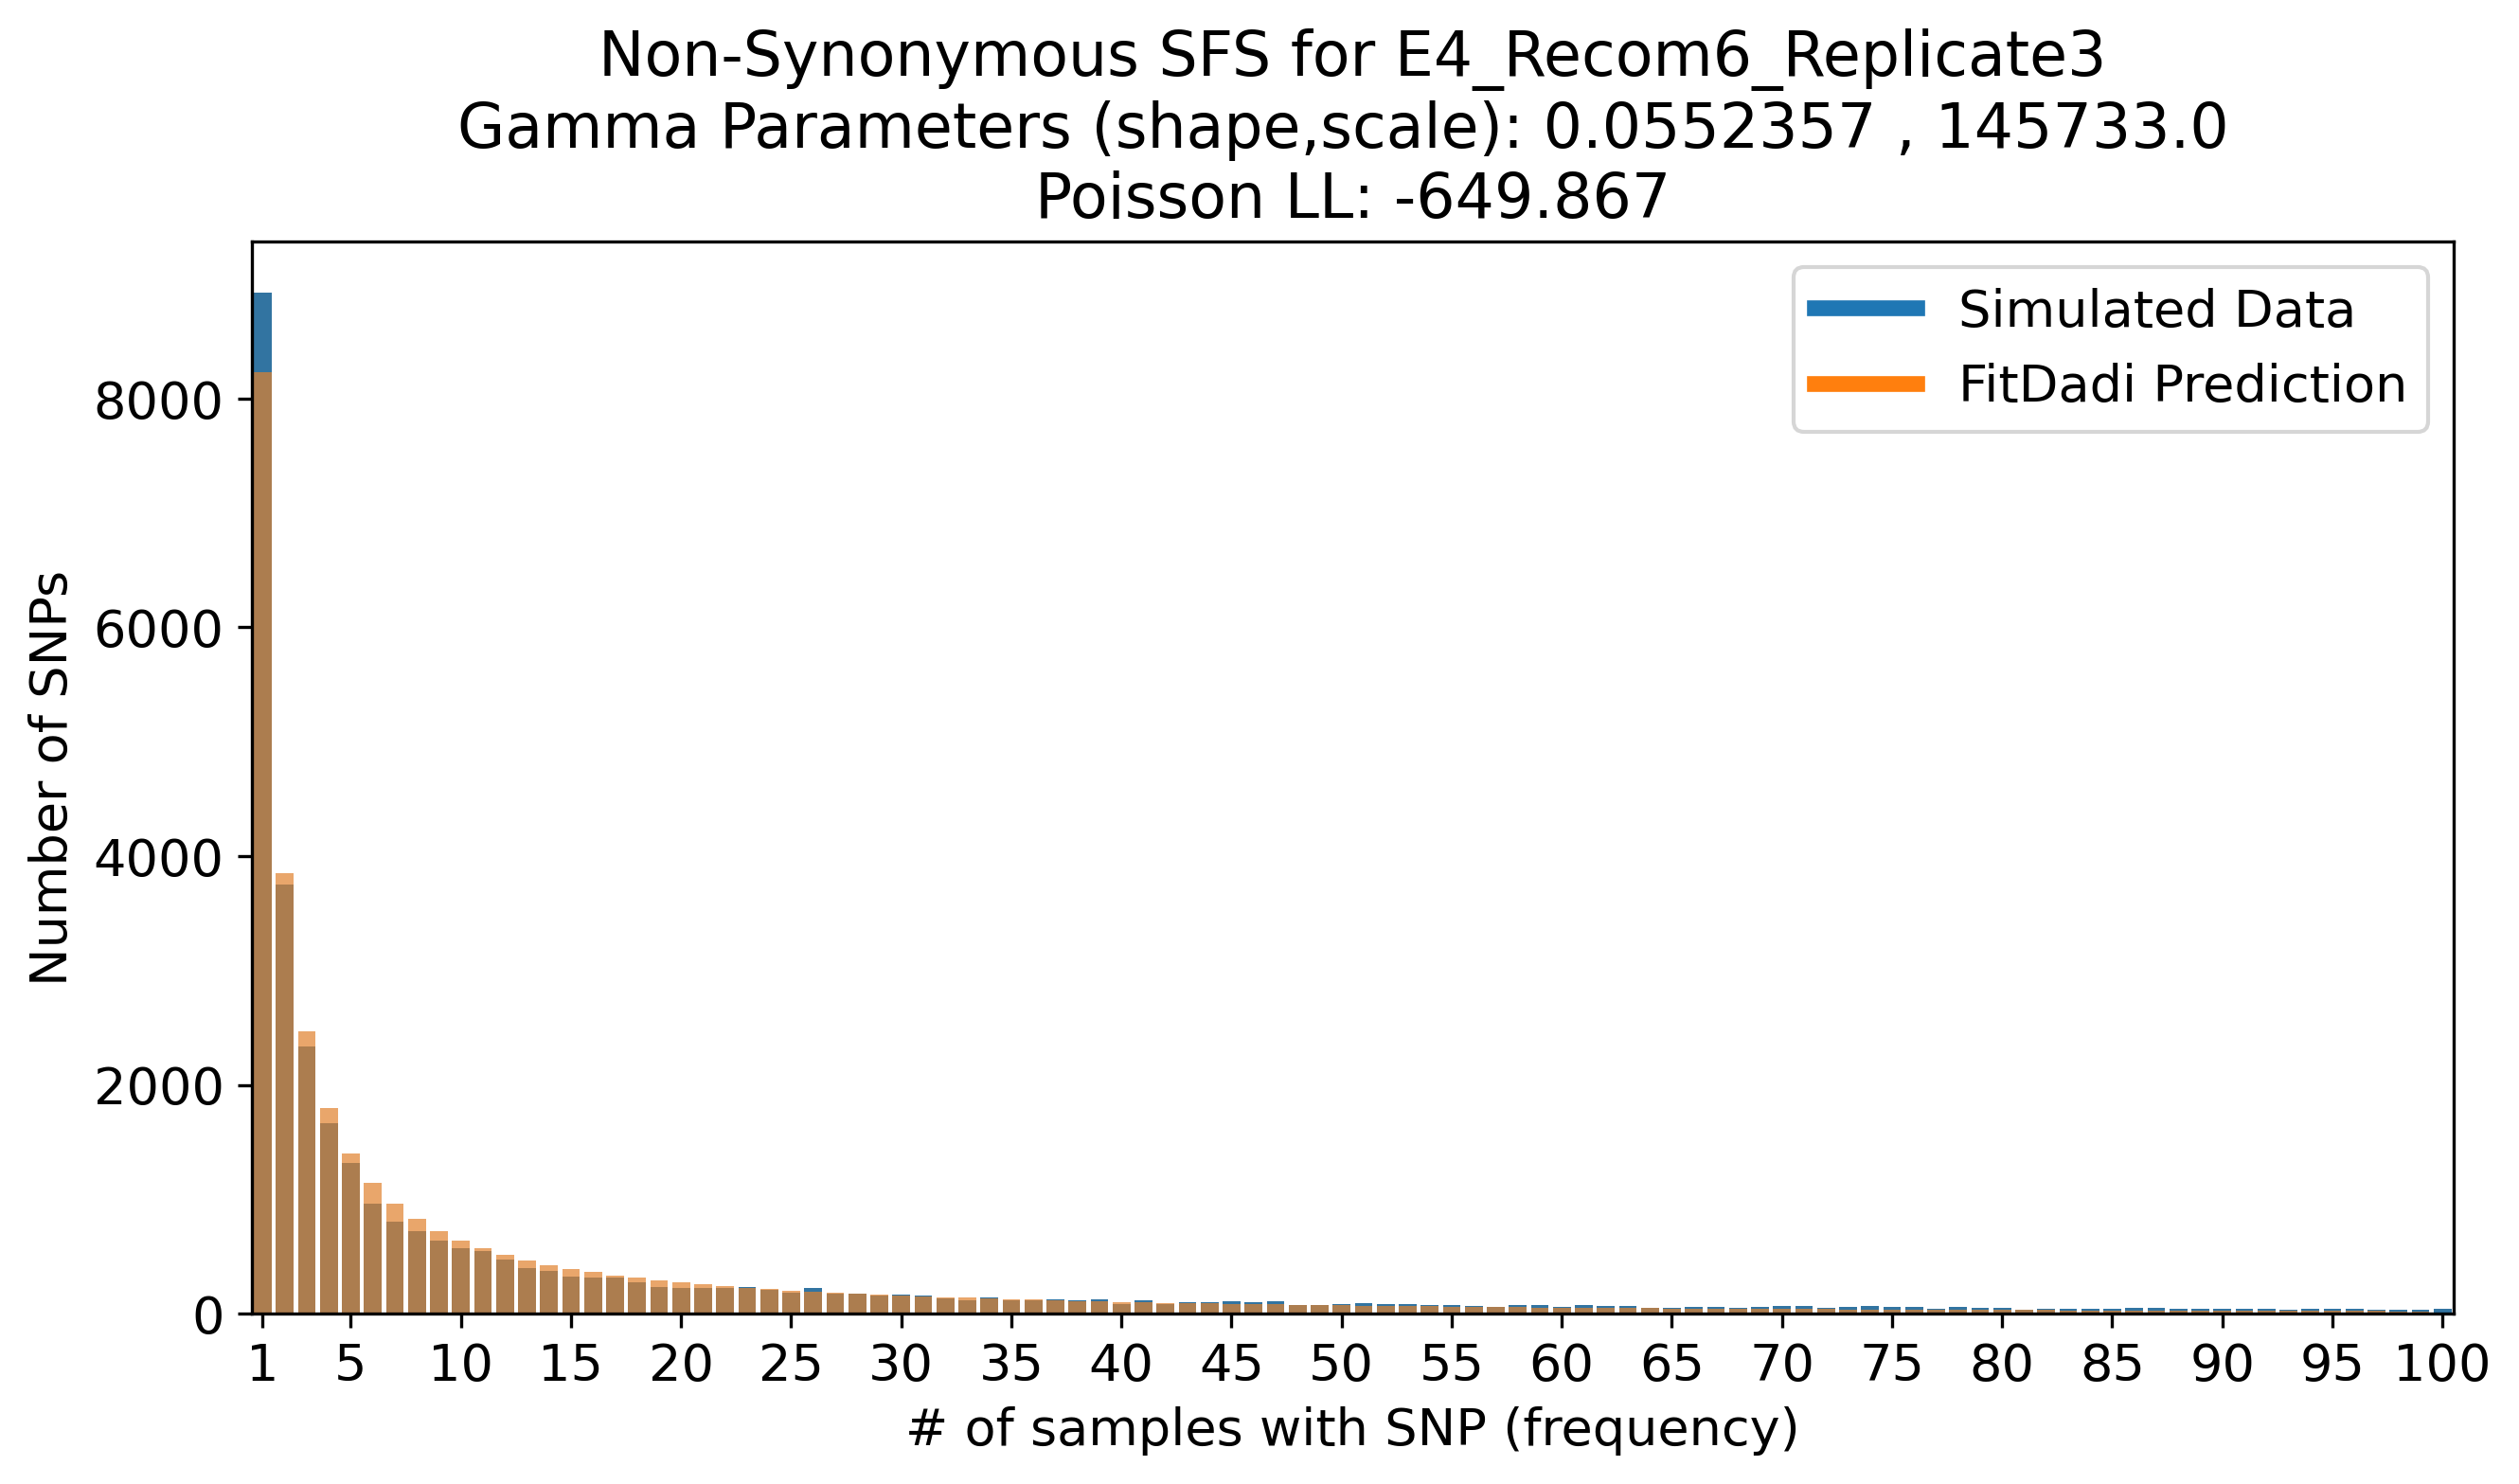 Non-Synonymous SFS for E4_Recom6_Replicate3
Gamma Parameters (shape,scale): 0.0552357 , 145733.0
Poisson LL: -649.867
Simulated Data
FitDadi Prediction
Number of SNPs
8000
6000
4000
2000
0
1 5 10 15 20 25 30 35 40 45 50 55 60 65 70 75 80 85 90 95 100
# of samples with SNP (frequency)